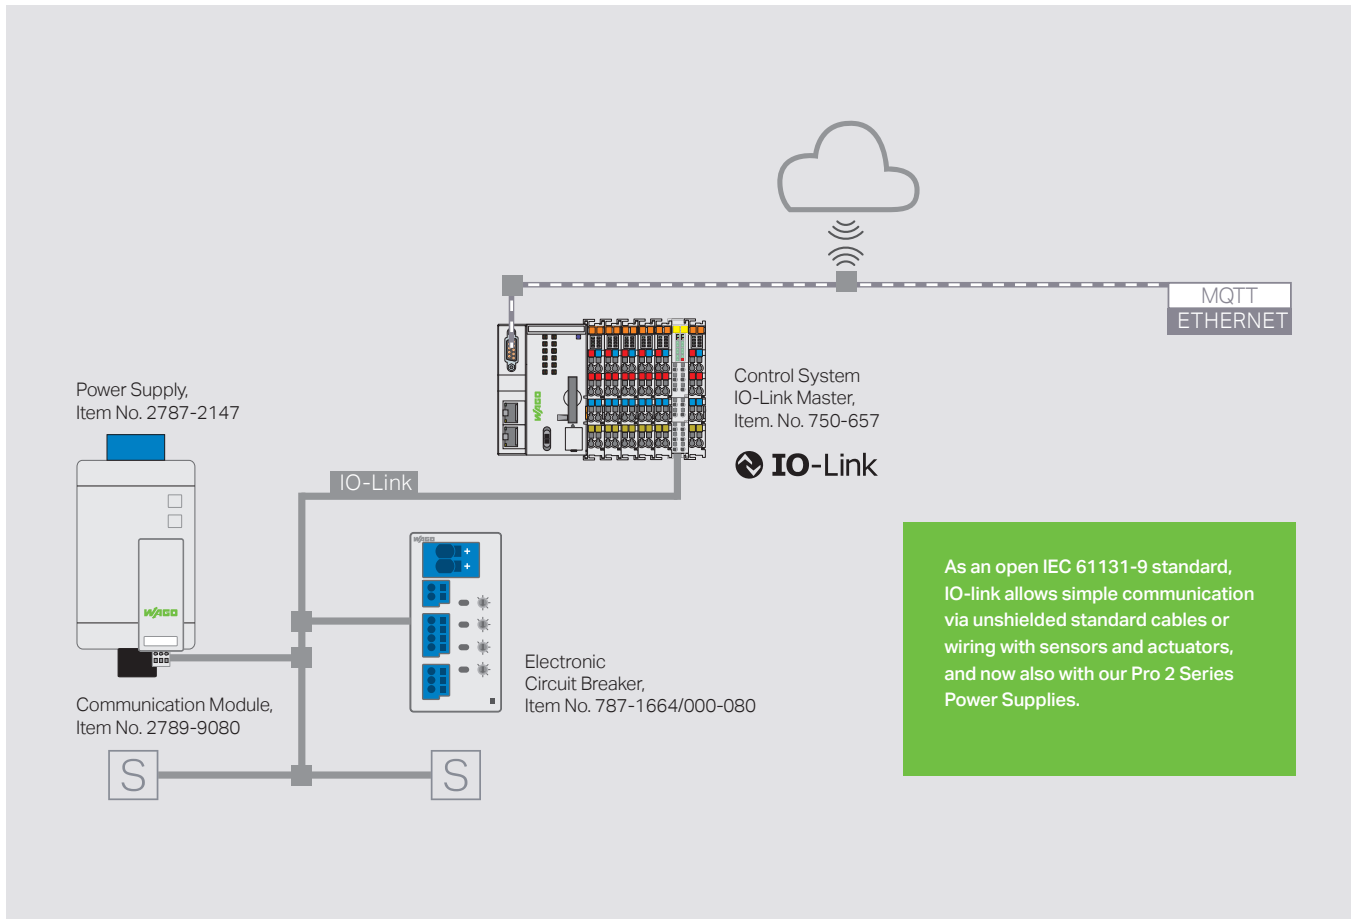 MQTT
ETHERNET
Power Supply,
Item No. 2787-2147
WAGO
Control System
IO-Link Master,
Item. No. 750-657
IO-Link
IO-Link
WAGO
+
+
WAGO
As an open IEC 61131-9 standard,
IO-link allows simple communication
via unshielded standard cables or
wiring with sensors and actuators,
and now also with our Pro 2 Series
Power Supplies.
Electronic
Circuit Breaker,
Item No. 787-1664/000-080
Communication Module,
Item No. 2789-9080
S
S